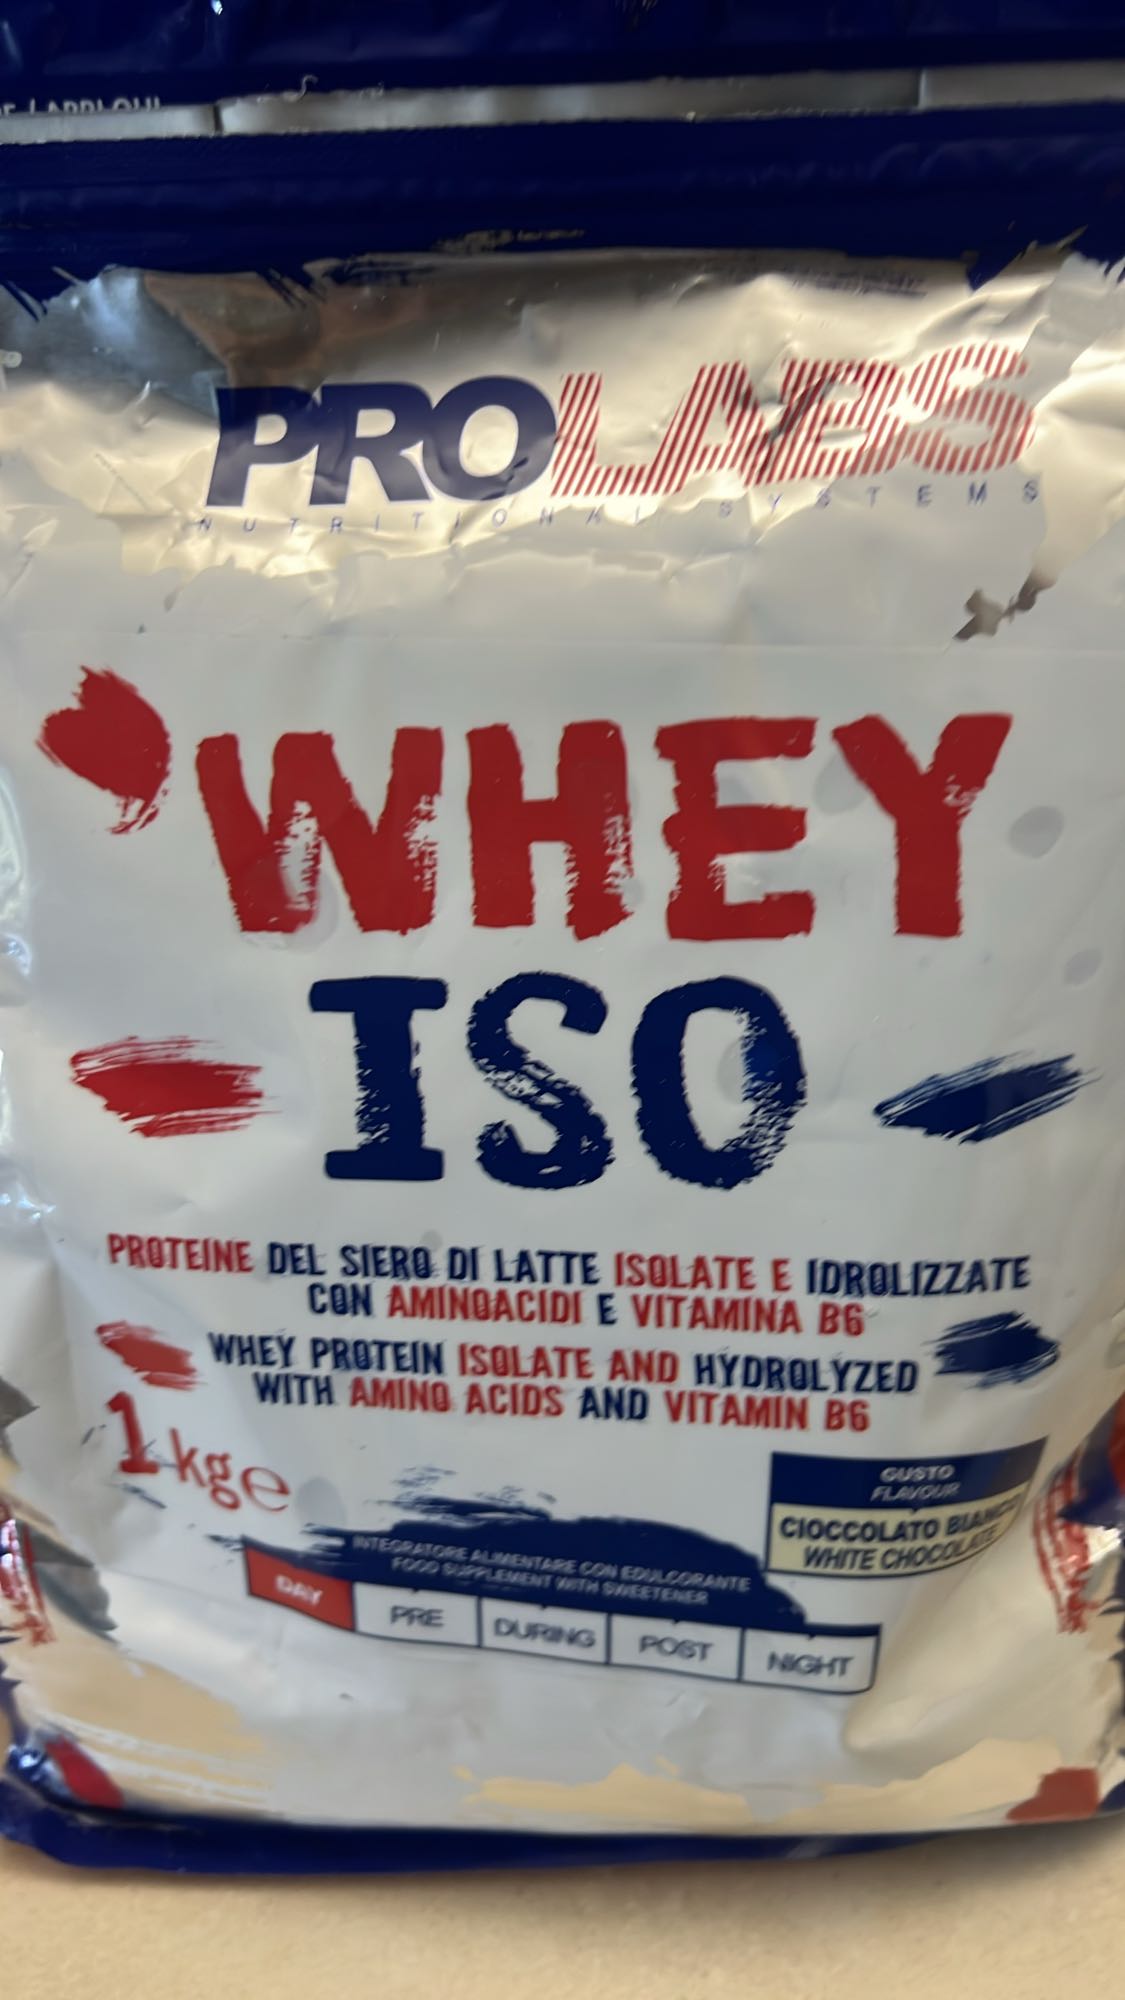 PROLABS
NUTRITIONAL SYSTEMS
'WHEY
ISO
PROTEINE DEL SIERO DI LATTE ISOLATE E IDROLIZZATE
CON AMINOACIDI E VITAMINA B6
WHEY PROTEIN ISOLATE AND HYDROLYZED
WITH AMINO ACIDS AND VITAMIN B6
1 kg e
GUSTO
FLAVOUR
CIOCCOLATO BIANCO
WHITE CHOCOLATE
INTEGRATORE ALIMENTARE CON EDULCORANTE
FOOD SUPPLEMENT WITH SWEETENER
DAY PRE DURING POST NIGHT